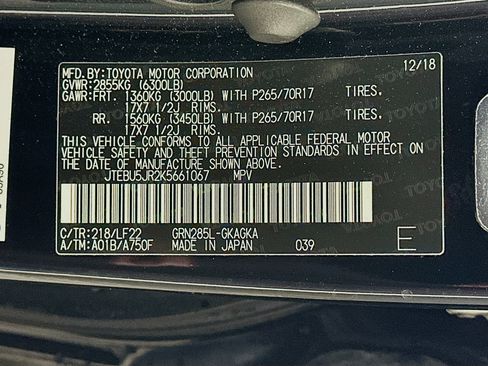 MFD.BY:TOYOTA MOTOR CORPORATION 12/18
GVWR:2855KG (6300LB)
GAWR:FRT. 1360KG (3000LB) WITH P265/70R17 TIRES,
17X7 1/2J RIMS.
RR. 1560KG (3450LB) WITH P265/70R17 TIRES,
17X7 1/2J RIMS.
THIS VEHICLE CONFORMS TO ALL APPLICABLE FEDERAL MOTOR
VEHICLE SAFETY AND THEFT PREVENTION STANDARDS IN EFFECT
ON THE DATE OF MANUFACTURE SHOWN ABOVE.
JTEBU5JR2K5661067 MPV
C/TR:218/LF22 GRN285L-GKAGKA
A/TM:A01B/A750F MADE IN JAPAN 039 E